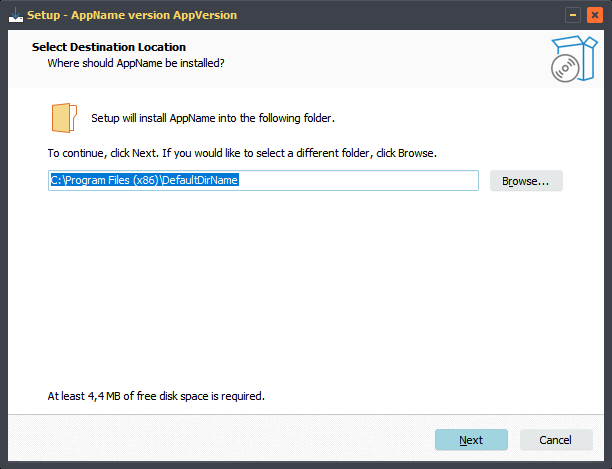 Setup - AppName version AppVersion
Select Destination Location
Where should AppName be installed?
Setup will install AppName into the following folder.
To continue, click Next. If you would like to select a different folder, click Browse.
C:\Program Files (x86)\DefaultDirName
Browse...
At least 4,4 MB of free disk space is required.
Next
Cancel